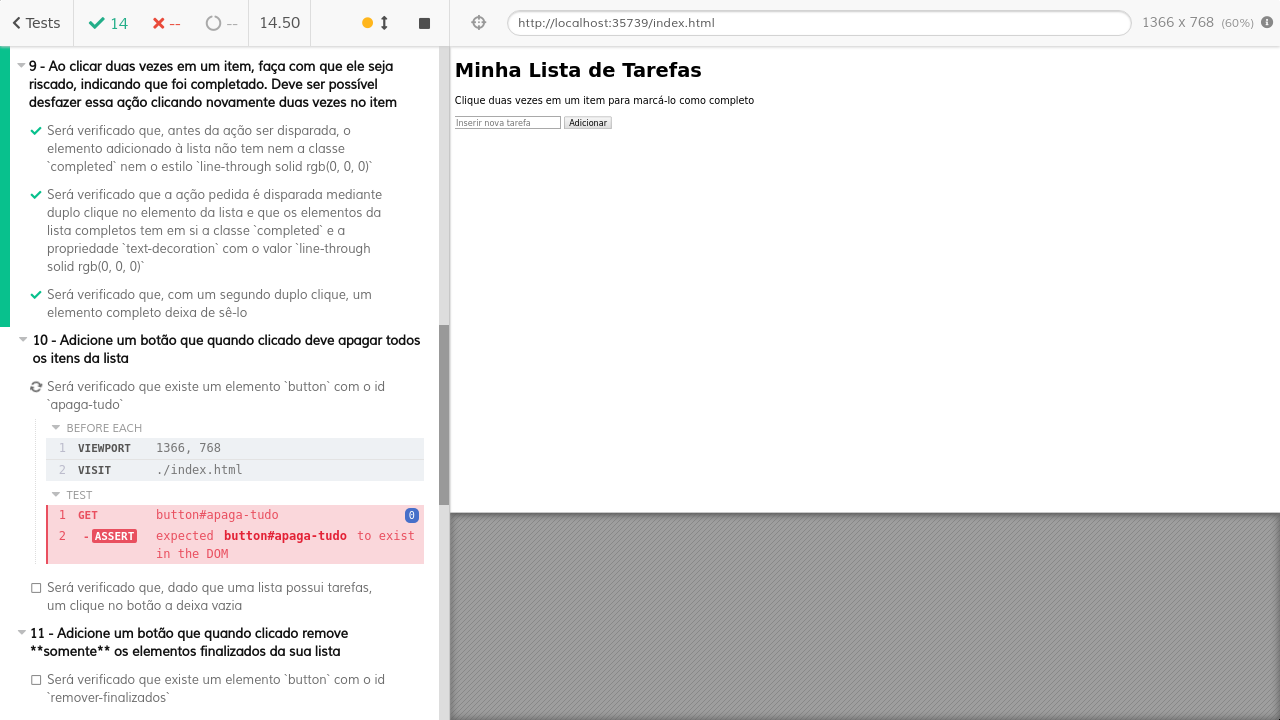 Tests
14
--
--
14.50
http://localhost:35739/index.html
1366 x 768 (60%)
9 - Ao clicar duas vezes em um item, faça com que ele seja
riscado, indicando que foi completado. Deve ser possível
desfazer essa ação clicando novamente duas vezes no item
Será verificado que, antes da ação ser disparada, o
elemento adicionado à lista não tem nem a classe
`completed` nem o estilo `line-through solid rgb(0, 0, 0)`
Será verificado que a ação pedida é disparada mediante
duplo clique no elemento da lista e que os elementos da
lista completos tem em si a classe `completed` e a
propriedade `text-decoration` com o valor `line-through
solid rgb(0, 0, 0)`
Será verificado que, com um segundo duplo clique, um
elemento completo deixa de sê-lo
10 - Adicione um botão que quando clicado deve apagar todos
os itens da lista
Será verificado que existe um elemento `button` com o id
`apaga-tudo`
BEFORE EACH
1 VIEWPORT 1366, 768
2 VISIT ./index.html
TEST
1 GET button#apaga-tudo 0
2 -ASSERT expected button#apaga-tudo to exist
in the DOM
Será verificado que, dado que uma lista possui tarefas,
um clique no botão a deixa vazia
11 - Adicione um botão que quando clicado remove
**somente** os elementos finalizados da sua lista
Será verificado que existe um elemento `button` com o id
`remover-finalizados`
Minha Lista de Tarefas
Clique duas vezes em um item para marcá-lo como completo
Inserir nova tarefa Adicionar